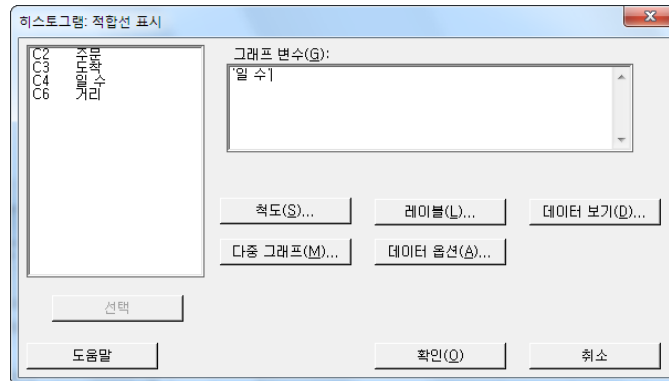 히스토그램: 적합선 표시
C2 주문
C3 도착
C4 일 수
C6 거리
그래프 변수(G):
'일 수'
척도(S)...
레이블(L)...
데이터 보기(D)...
다중 그래프(M)...
데이터 옵션(A)...
선택
도움말
확인(O)
취소